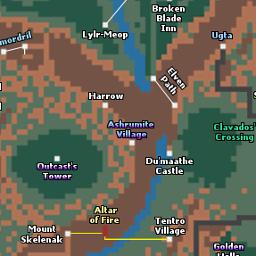 Broken
Blade
Inn
Lylr-Meop
Ugta
mordril
Elven
Path
Harrow
Ashrumite
Village
Clavados'
Crossing
Du'maathe
Castle
Outcast's
Tower
Altar
of Fire
Mount
Skelenak
Tentro
Village
Golden
Halls